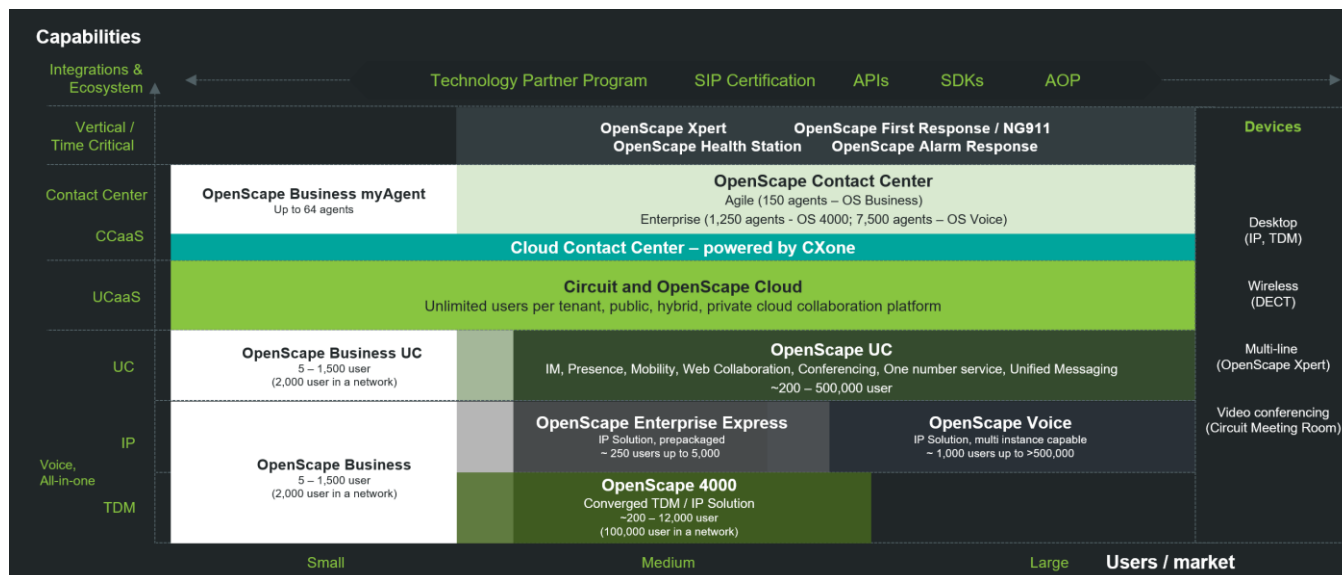 Capabilities
Integrations &
Ecosystem
Technology Partner Program SIP Certification APIs SDKs AOP
Vertical /
Time Critical
OpenScape Xpert OpenScape First Response / NG911
OpenScape Health Station OpenScape Alarm Response
Devices
Contact Center
OpenScape Business myAgent
Up to 64 agents
OpenScape Contact Center
Agile (150 agents – OS Business)
Enterprise (1,250 agents - OS 4000; 7,500 agents – OS Voice)
CCaaS
Cloud Contact Center – powered by CXone
Desktop
(IP, TDM)
UCaaS
Circuit and OpenScape Cloud
Unlimited users per tenant, public, hybrid, private cloud collaboration platform
Wireless
(DECT)
UC
OpenScape Business UC
5 – 1,500 user
(2,000 user in a network)
OpenScape UC
IM, Presence, Mobility, Web Collaboration, Conferencing, One number service, Unified Messaging
~200 – 500,000 user
Multi-line
(OpenScape Xpert)
Voice,
All-in-one
IP
TDM
OpenScape Business
5 – 1,500 user
(2,000 user in a network)
OpenScape Enterprise Express
IP Solution, prepackaged
~ 250 users up to 5,000
OpenScape Voice
IP Solution, multi instance capable
~ 1,000 users up to >500,000
Video conferencing
(Circuit Meeting Room)
OpenScape 4000
Converged TDM / IP Solution
~200 – 12,000 user
(100,000 user in a network)
Small Medium Large Users / market